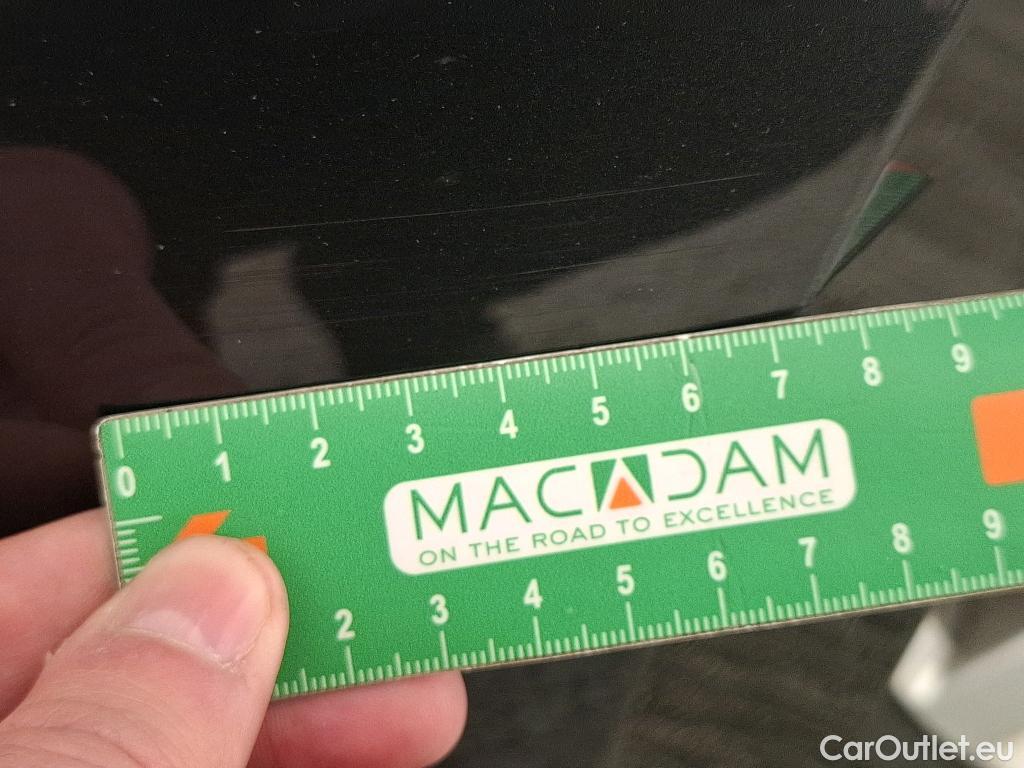 0 1 2 3 4 5 6 7 8 9
MACADAM
ON THE ROAD TO EXCELLENCE
2 3 4 5 6 7 8 9
CarOutlet.eu